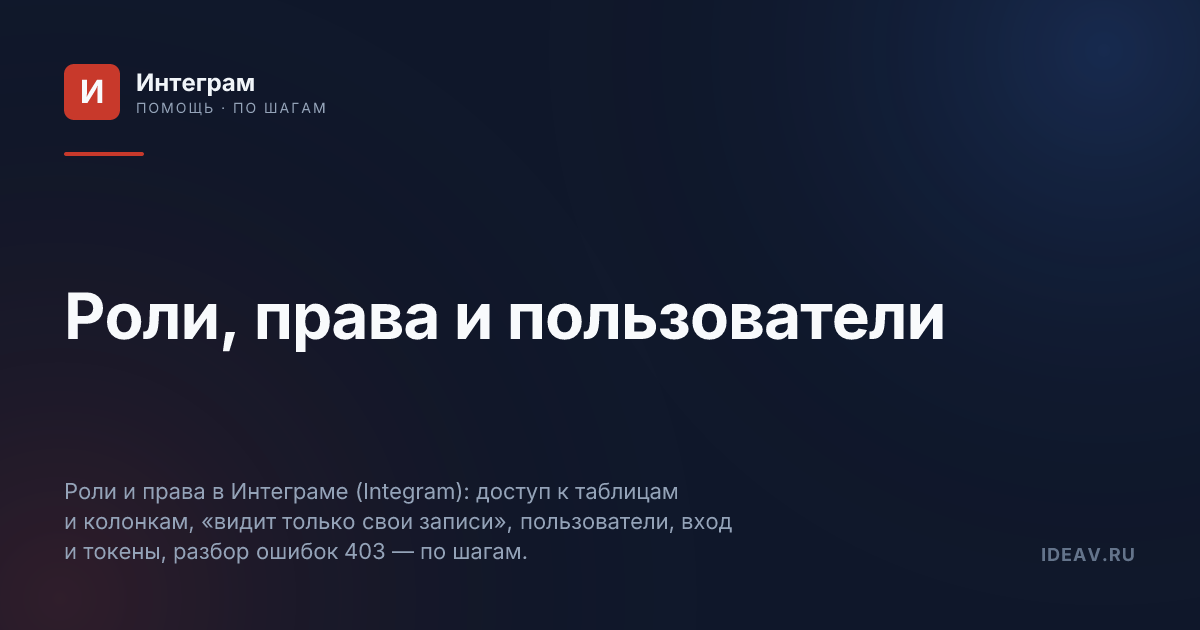 И
Интеграм
ПОМОЩЬ · ПО ШАГАМ
Роли, права и пользователи
Роли и права в Интеграме (Integram): доступ к таблицам
и колонкам, «видит только свои записи», пользователи, вход
и токены, разбор ошибок 403 — по шагам.
IDEAV.RU